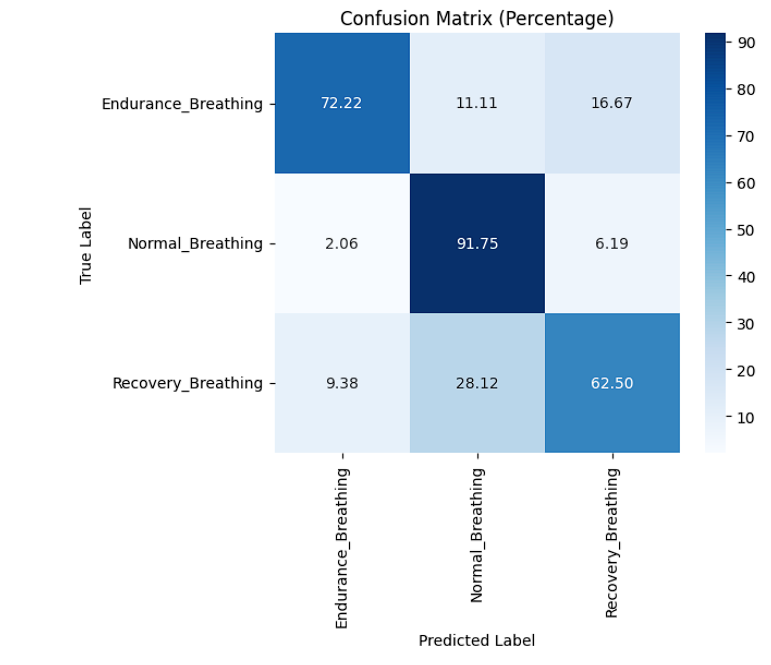 Confusion Matrix (Percentage)
Endurance_Breathing 72.22 11.11 16.67
Normal_Breathing 2.06 91.75 6.19
Recovery_Breathing 9.38 28.12 62.50
True Label
Endurance_Breathing
Normal_Breathing
Recovery_Breathing
Predicted Label
90
80
70
60
50
40
30
20
10